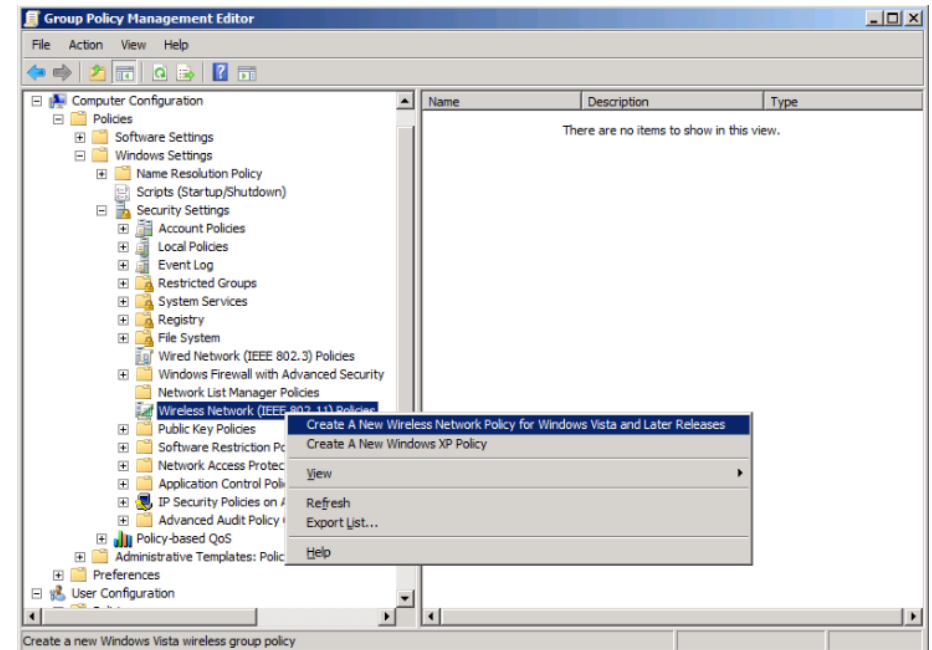 Group Policy Management Editor
File Action View Help
Computer Configuration
Policies
Software Settings
Windows Settings
Name Resolution Policy
Scripts (Startup/Shutdown)
Security Settings
Account Policies
Local Policies
Event Log
Restricted Groups
System Services
Registry
File System
Wired Network (IEEE 802.3) Policies
Windows Firewall with Advanced Security
Network List Manager Policies
Wireless Network (IEEE 802.11) Policies
Public Key Policies
Software Restriction Po
Network Access Protec
Application Control Poli
IP Security Policies on A
Advanced Audit Policy
Policy-based QoS
Administrative Templates: Polic
Preferences
User Configuration
Name Description Type
There are no items to show in this view.
Create A New Wireless Network Policy for Windows Vista and Later Releases
Create A New Windows XP Policy
View
Refresh
Export List...
Help
Create a new Windows Vista wireless group policy